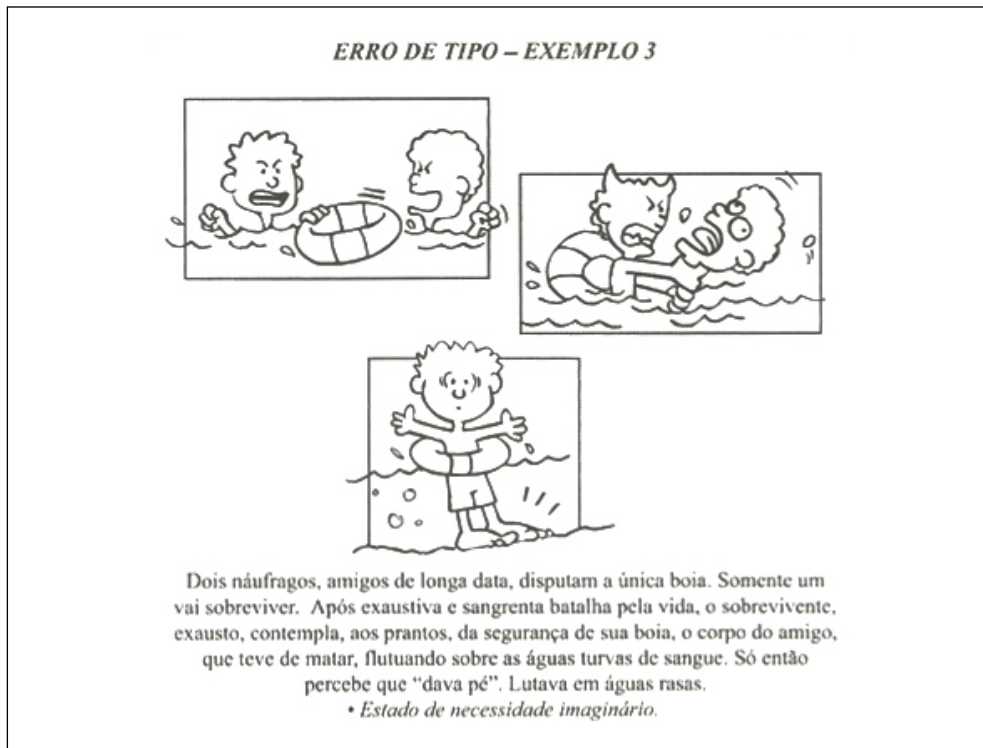 ERRO DE TIPO – EXEMPLO 3
Dois náufragos, amigos de longa data, disputam a única boia. Somente um
vai sobreviver. Após exaustiva e sangrenta batalha pela vida, o sobrevivente,
exausto, contempla, aos prantos, da segurança de sua boia, o corpo do amigo,
que teve de matar, flutuando sobre as águas turvas de sangue. Só então
percebe que “dava pé”. Lutava em águas rasas.
• Estado de necessidade imaginário.